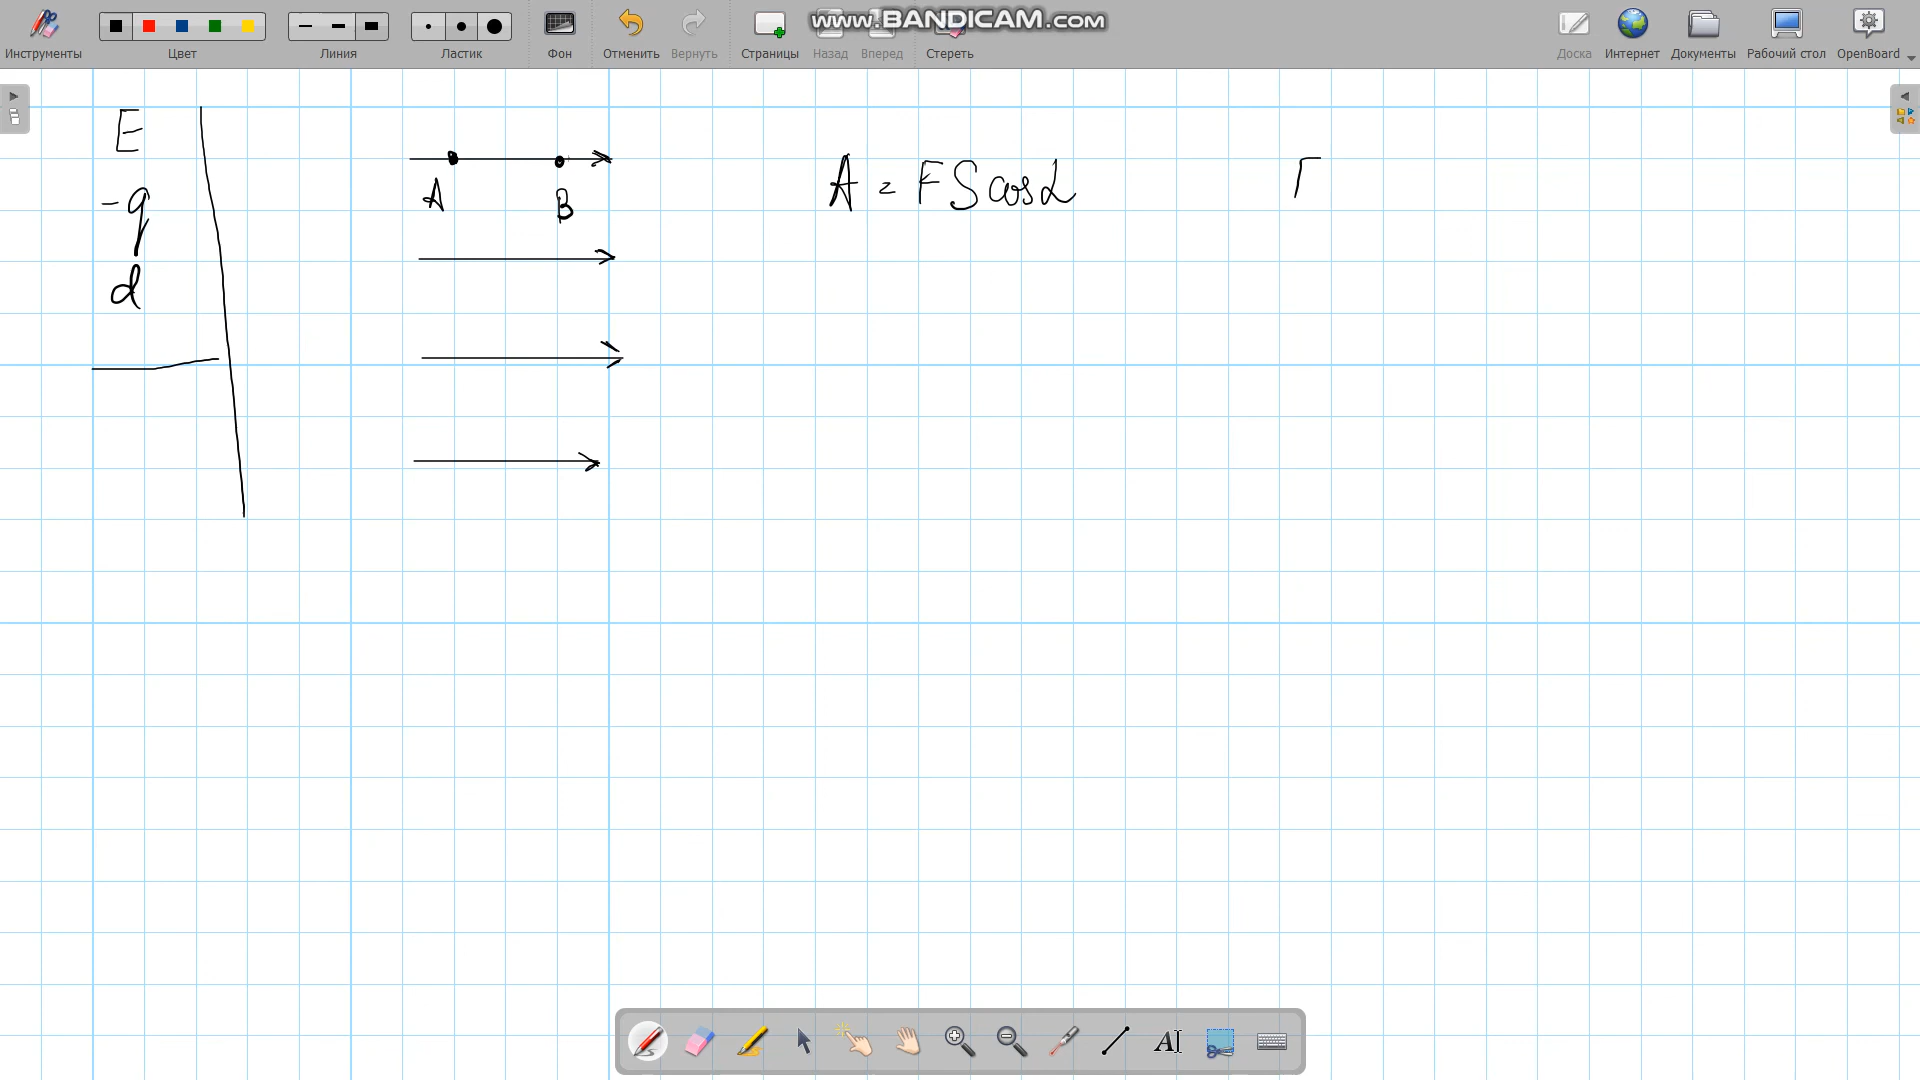 www.BANDICAM.com
Инструменты Цвет Линия Ластик Фон Отменить Вернуть Страницы Назад Вперед Стереть Доска Интернет Документы Рабочий стол OpenBoard
E
-q
d
A B
A = FS cos α
Г